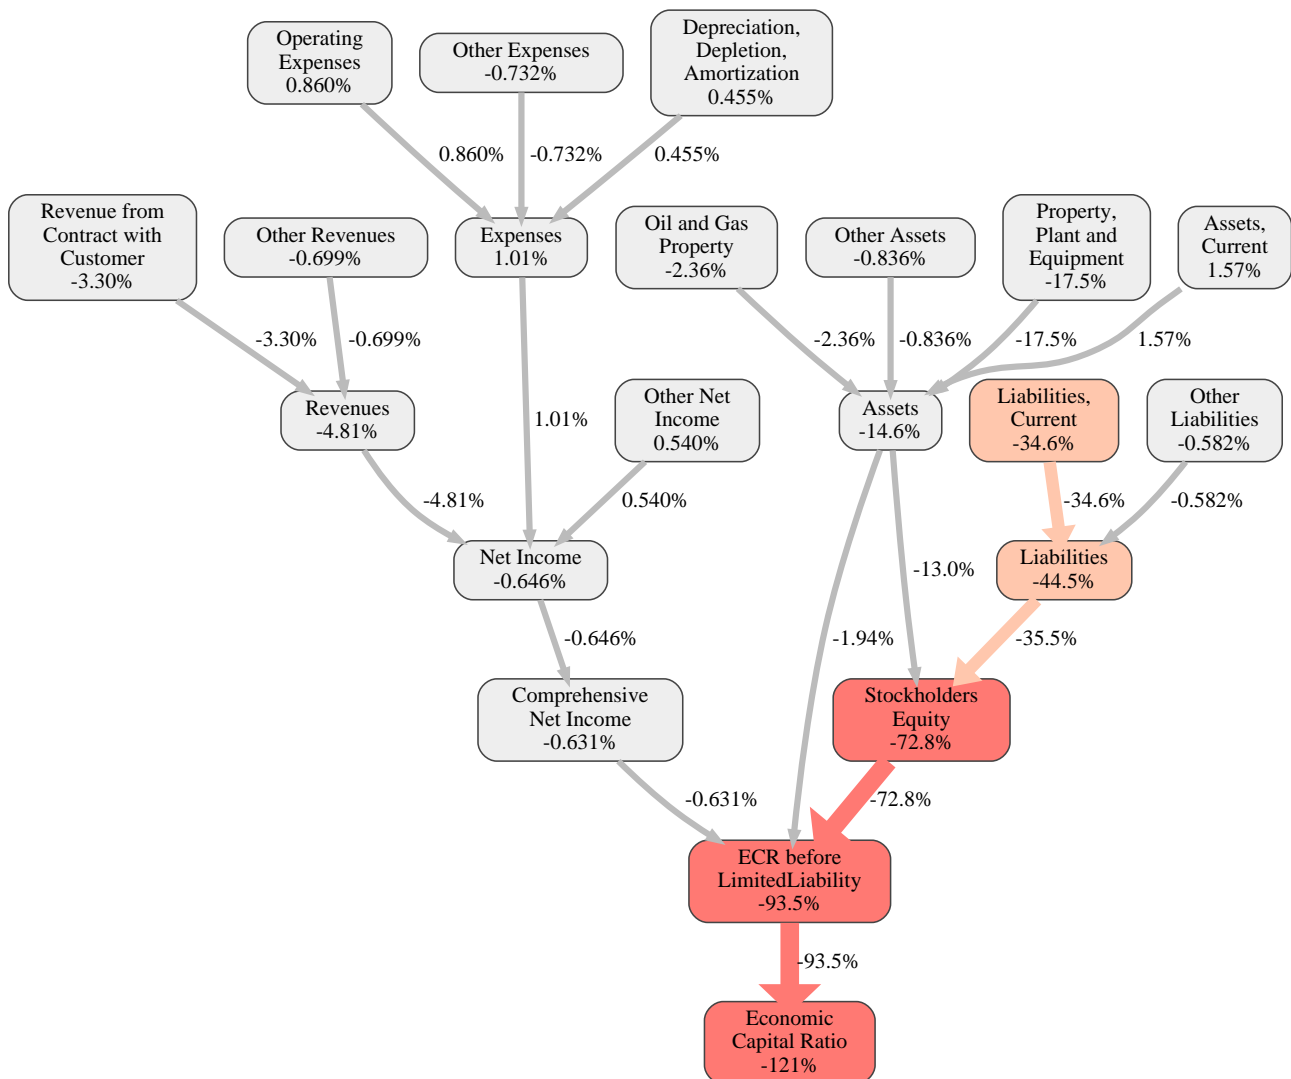 Operating
Expenses
0.860%
Other Expenses
-0.732%
Depreciation,
Depletion,
Amortization
0.455%
0.860%
-0.732%
0.455%
Revenue from
Contract with
Customer
-3.30%
Other Revenues
-0.699%
Expenses
1.01%
Oil and Gas
Property
-2.36%
Other Assets
-0.836%
Property,
Plant and
Equipment
-17.5%
Assets,
Current
1.57%
-3.30%
-0.699%
-2.36%
-0.836%
-17.5%
1.57%
Revenues
-4.81%
1.01%
Other Net
Income
0.540%
Assets
-14.6%
Liabilities,
Current
-34.6%
Other
Liabilities
-0.582%
-4.81%
0.540%
-34.6%
-0.582%
Net Income
-0.646%
-13.0%
Liabilities
-44.5%
-0.646%
-1.94%
-35.5%
Comprehensive
Net Income
-0.631%
Stockholders
Equity
-72.8%
-0.631%
-72.8%
ECR before
LimitedLiability
-93.5%
-93.5%
Economic
Capital Ratio
-121%